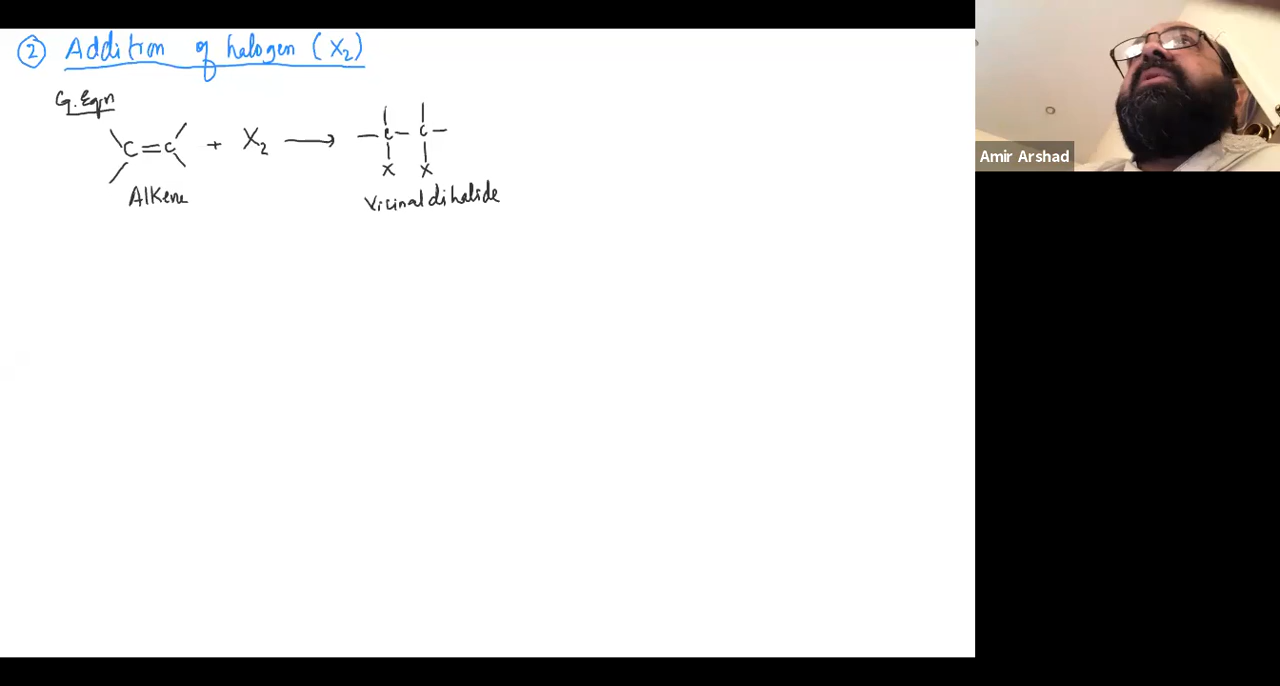 ② Addition of halogen (X₂)
G. Eqn
C=C + X₂ ⟶ –C–C–
X X
Alkene Vicinal dihalide
Amir Arshad